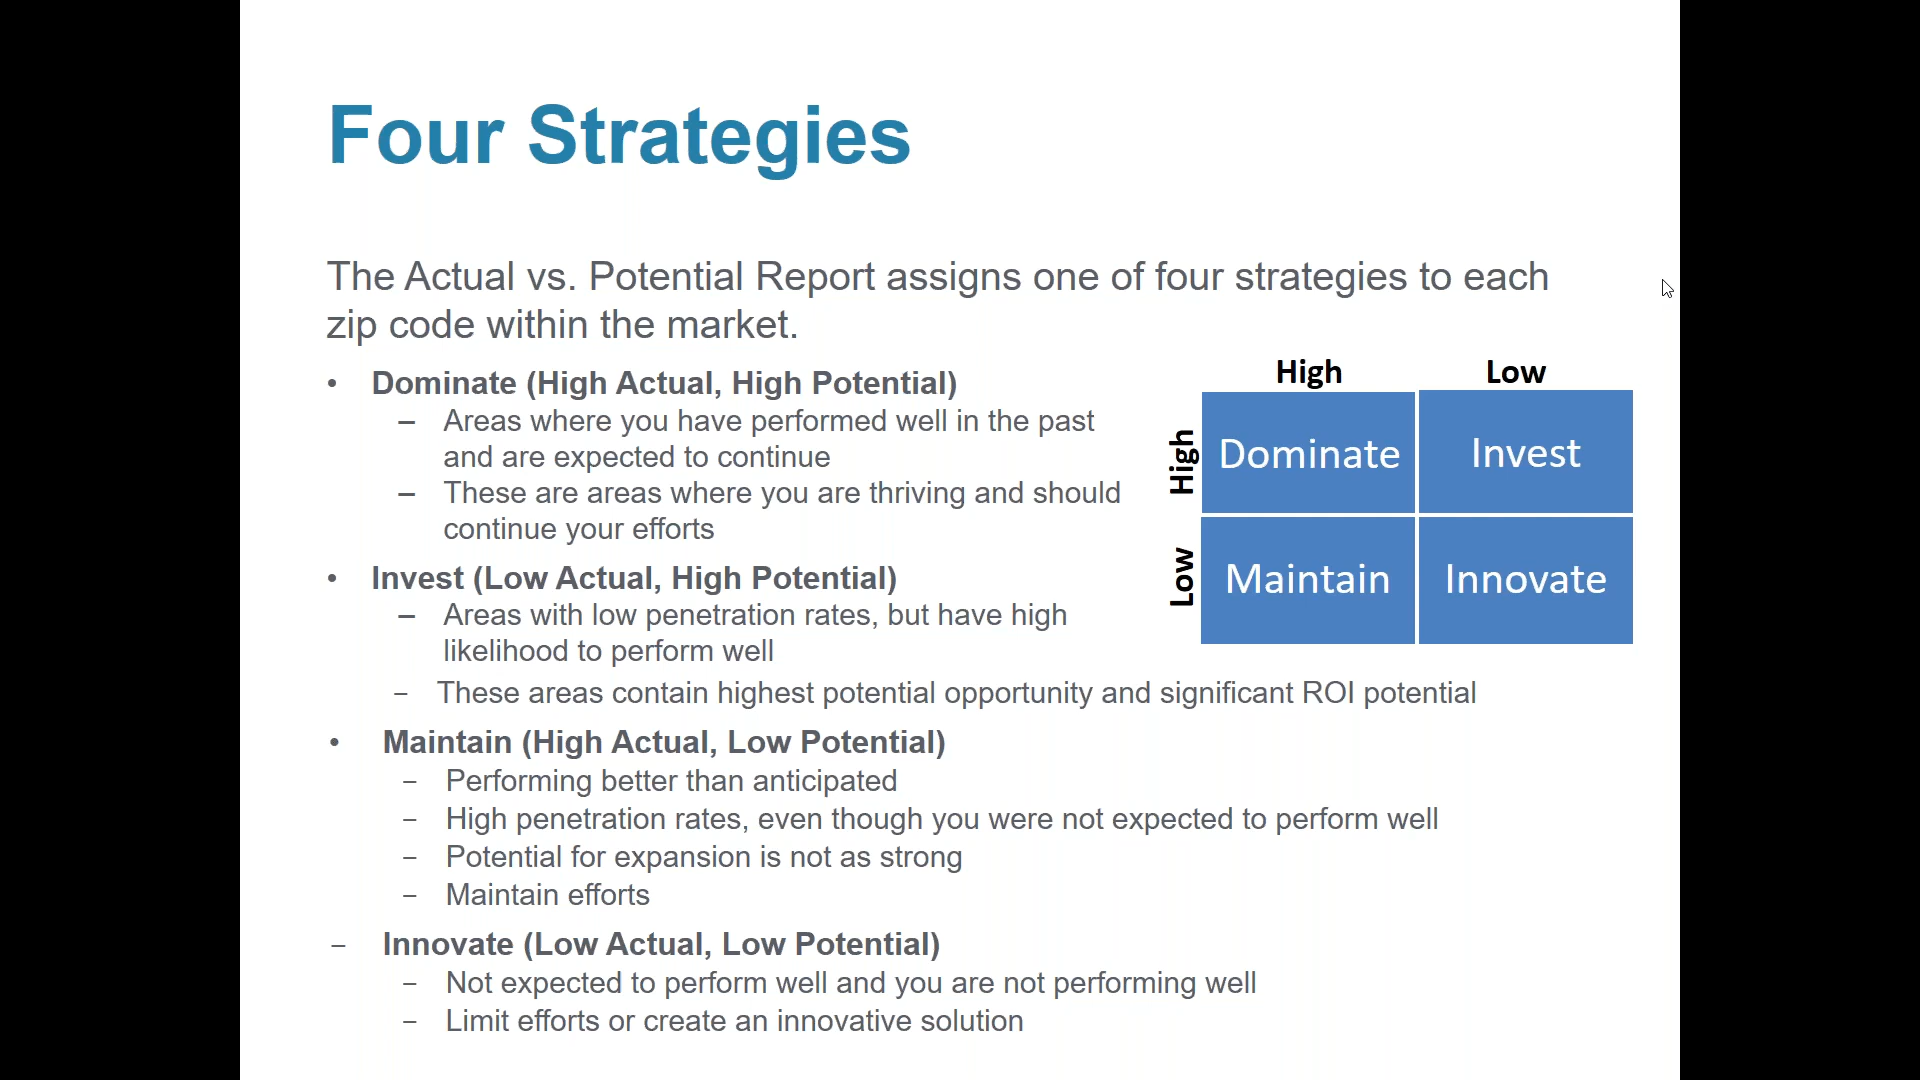 Four Strategies
The Actual vs. Potential Report assigns one of four strategies to each
zip code within the market.
• Dominate (High Actual, High Potential)
– Areas where you have performed well in the past
and are expected to continue
– These are areas where you are thriving and should
continue your efforts
• Invest (Low Actual, High Potential)
– Areas with low penetration rates, but have high
likelihood to perform well
– These areas contain highest potential opportunity and significant ROI potential
• Maintain (High Actual, Low Potential)
– Performing better than anticipated
– High penetration rates, even though you were not expected to perform well
– Potential for expansion is not as strong
– Maintain efforts
– Innovate (Low Actual, Low Potential)
– Not expected to perform well and you are not performing well
– Limit efforts or create an innovative solution
High Low
High Dominate Invest
Low Maintain Innovate